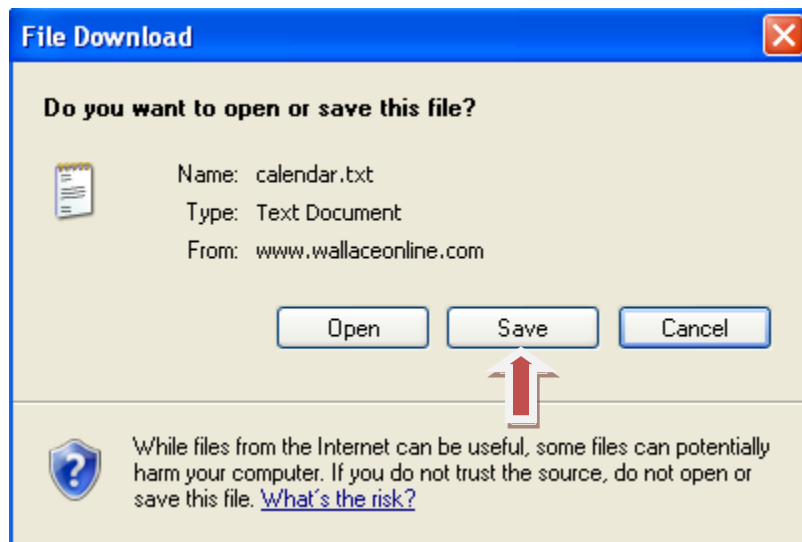 File Download
Do you want to open or save this file?
Name: calendar.txt
Type: Text Document
From: www.wallaceonline.com
Open Save Cancel
While files from the Internet can be useful, some files can potentially
harm your computer. If you do not trust the source, do not open or
save this file. What's the risk?